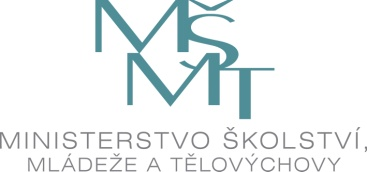 MŠ
MT
MINISTERSTVO ŠKOLSTVÍ,
MLÁDEŽE A TĚLOVÝCHOVY